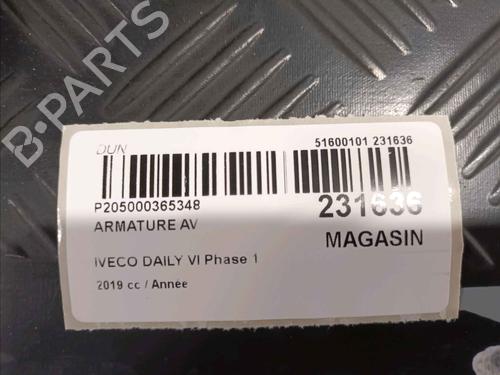 B-PARTS
DUN
51600101 231636
P205000365348
231636
ARMATURE AV
MAGASIN
IVECO DAILY VI Phase 1
2019 cc / Année